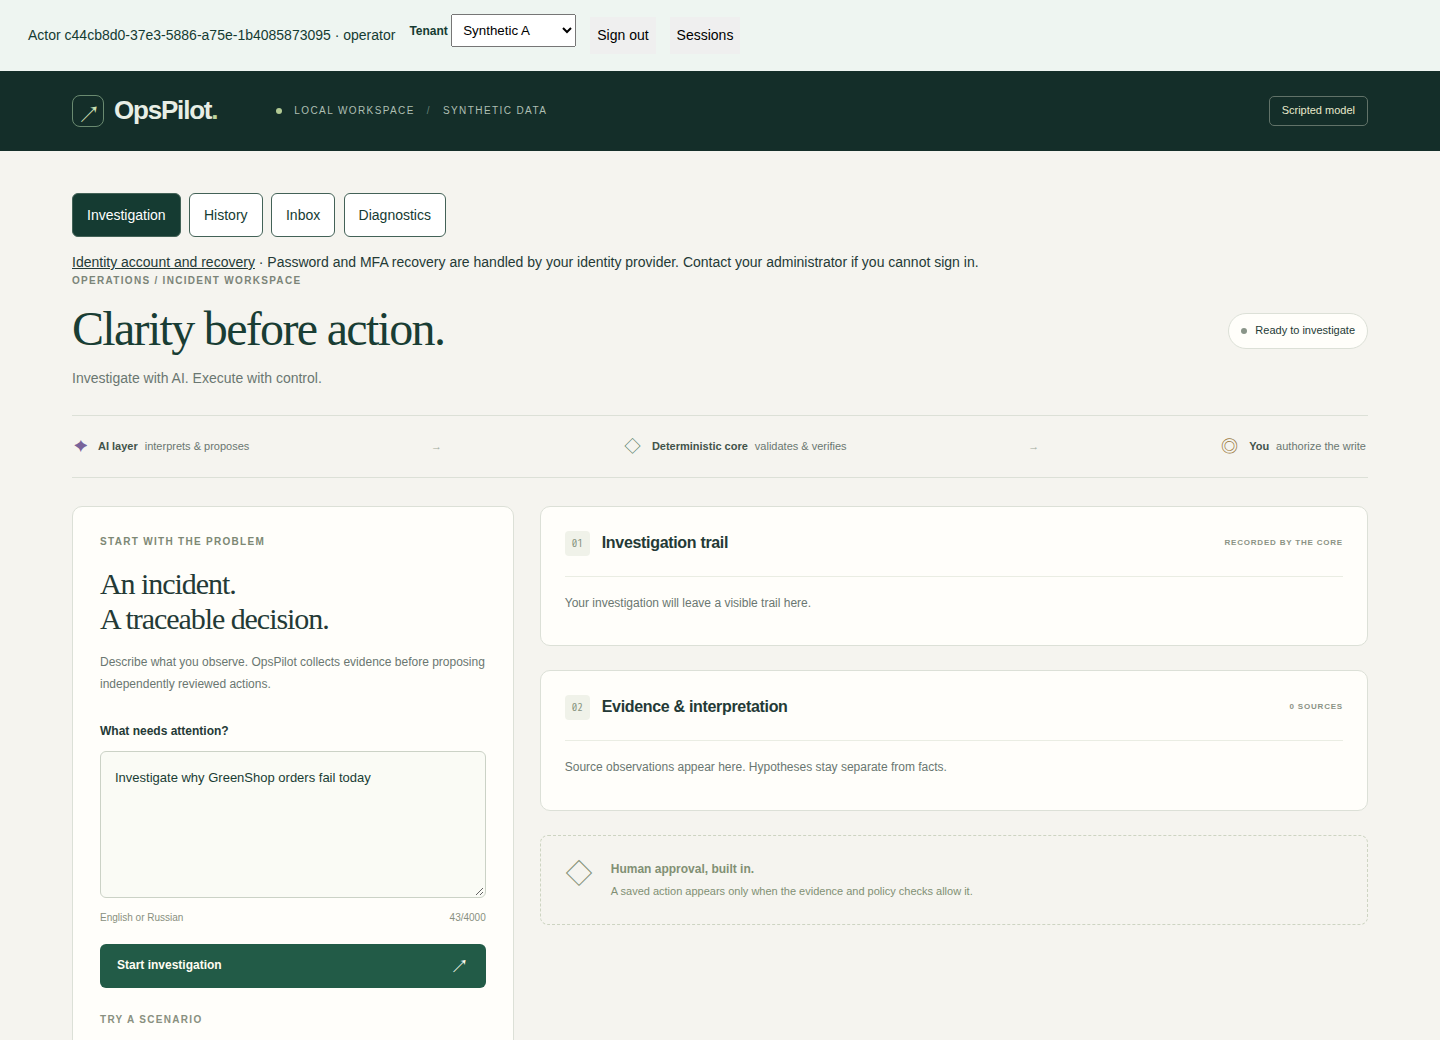 Actor c44cb8d0-37e3-5886-a75e-1b4085873095 · operator Tenant Synthetic A Sign out Sessions
OpsPilot. LOCAL WORKSPACE / SYNTHETIC DATA Scripted model
Investigation History Inbox Diagnostics
Identity account and recovery · Password and MFA recovery are handled by your identity provider. Contact your administrator if you cannot sign in.
OPERATIONS / INCIDENT WORKSPACE
Clarity before action.
Ready to investigate
Investigate with AI. Execute with control.
AI layer interprets & proposes → Deterministic core validates & verifies → You authorize the write
START WITH THE PROBLEM
An incident.
A traceable decision.
Describe what you observe. OpsPilot collects evidence before proposing
independently reviewed actions.
What needs attention?
Investigate why GreenShop orders fail today
English or Russian 43/4000
Start investigation
TRY A SCENARIO
01 Investigation trail RECORDED BY THE CORE
Your investigation will leave a visible trail here.
02 Evidence & interpretation 0 SOURCES
Source observations appear here. Hypotheses stay separate from facts.
Human approval, built in.
A saved action appears only when the evidence and policy checks allow it.